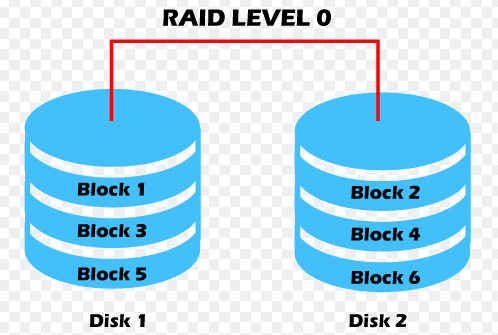 RAID LEVEL 0
Block 1
Block 3
Block 5
Disk 1
Block 2
Block 4
Block 6
Disk 2